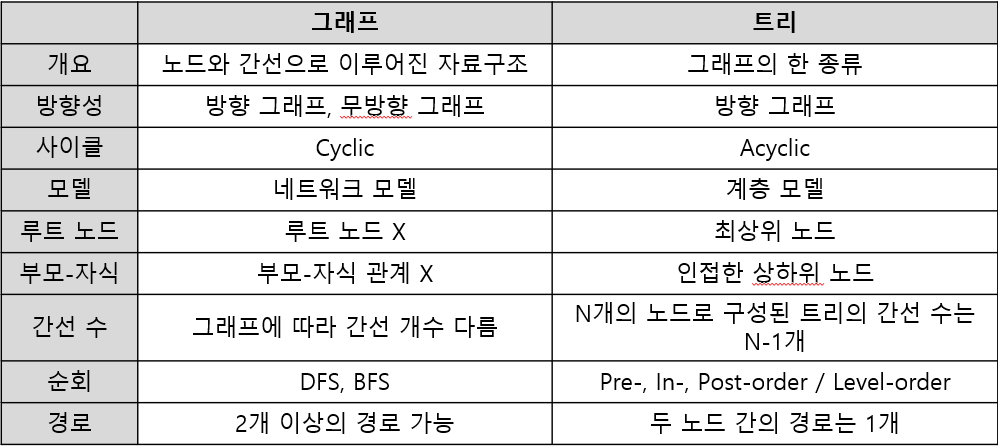 그래프 트리
개요 노드와 간선으로 이루어진 자료구조 그래프의 한 종류
방향성 방향 그래프, 무방향 그래프 방향 그래프
사이클 Cyclic Acyclic
모델 네트워크 모델 계층 모델
루트 노드 루트 노드 X 최상위 노드
부모-자식 부모-자식 관계 X 인접한 상하위 노드
간선 수 그래프에 따라 간선 개수 다름 N개의 노드로 구성된 트리의 간선 수는
N-1개
순회 DFS, BFS Pre-, In-, Post-order / Level-order
경로 2개 이상의 경로 가능 두 노드 간의 경로는 1개